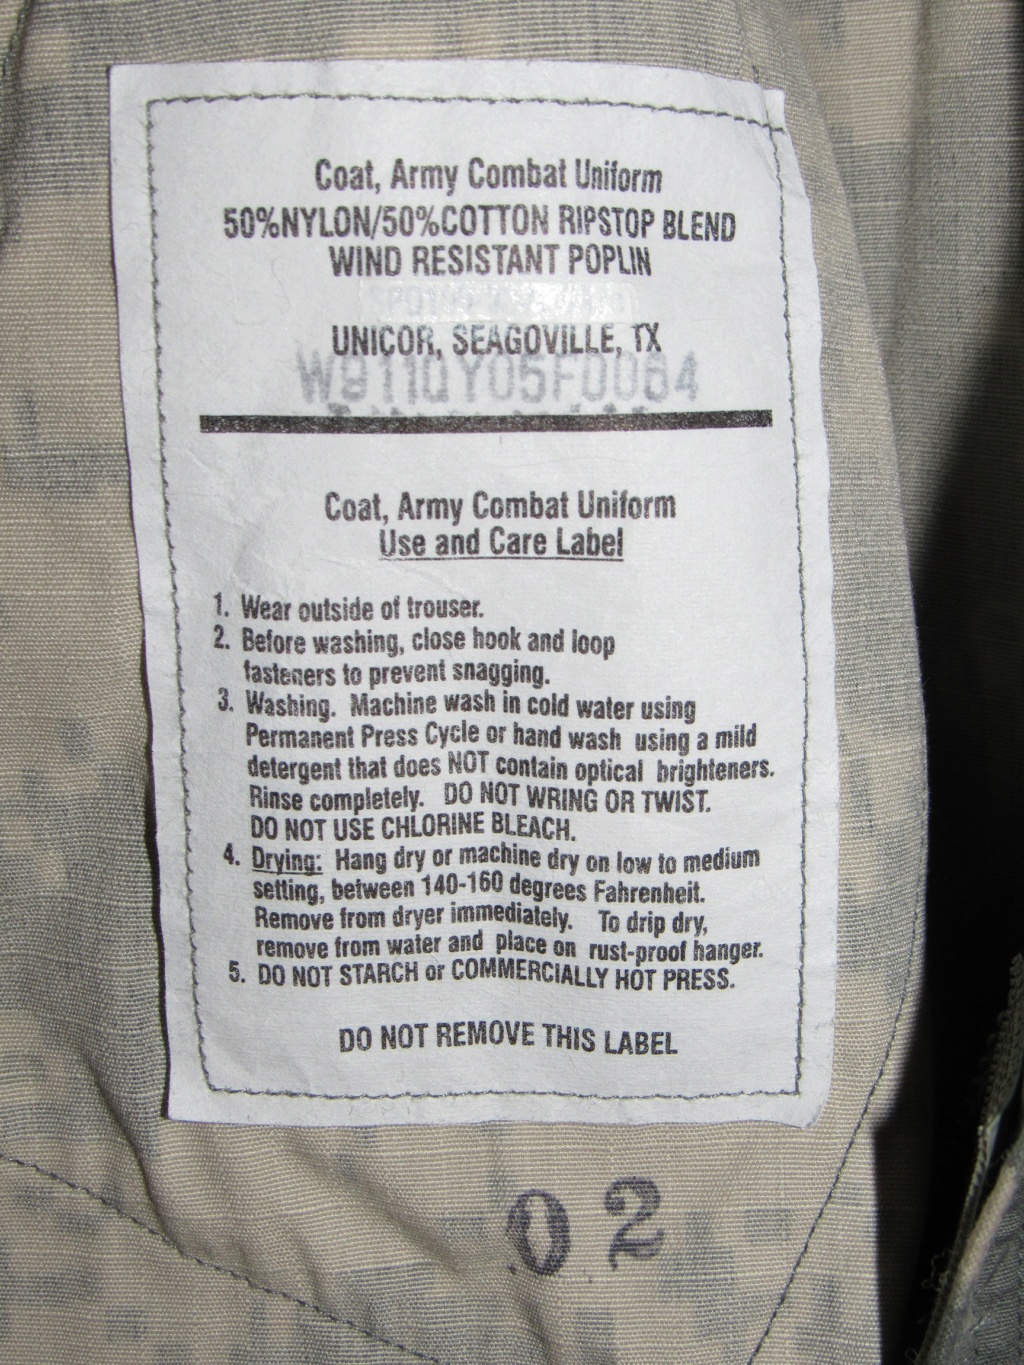 Coat, Army Combat Uniform
50%NYLON/50%COTTON RIPSTOP BLEND
WIND RESISTANT POPLIN
UNICOR, SEAGOVILLE, TX
W911QY05F0084
Coat, Army Combat Uniform
Use and Care Label
1. Wear outside of trouser.
2. Before washing, close hook and loop
fasteners to prevent snagging.
3. Washing. Machine wash in cold water using
Permanent Press Cycle or hand wash using a mild
detergent that does NOT contain optical brighteners.
Rinse completely. DO NOT WRING OR TWIST.
DO NOT USE CHLORINE BLEACH.
4. Drying: Hang dry or machine dry on low to medium
setting, between 140-160 degrees Fahrenheit.
Remove from dryer immediately. To drip dry,
remove from water and place on rust-proof hanger.
5. DO NOT STARCH or COMMERCIALLY HOT PRESS.
DO NOT REMOVE THIS LABEL
02